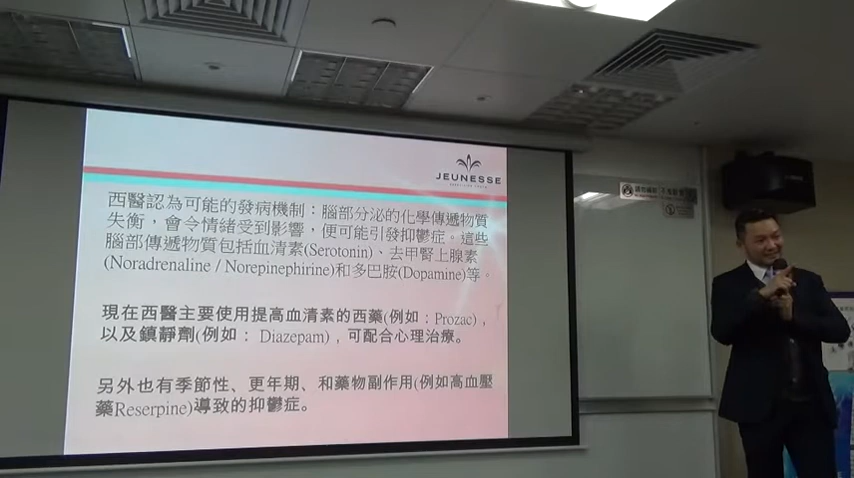 JEUNESSE
西醫認為可能的發病機制：腦部分泌的化學傳遞物質
失衡，會令情緒受到影響，便可能引發抑鬱症。這些
腦部傳遞物質包括血清素(Serotonin)、去甲腎上腺素
(Noradrenaline / Norepinephirine)和多巴胺(Dopamine)等。
現在西醫主要使用提高血清素的西藥(例如：Prozac)，
以及鎮靜劑(例如： Diazepam)，可配合心理治療。
另外也有季節性、更年期、和藥物副作用(例如高血壓
藥Reserpine)導致的抑鬱症。